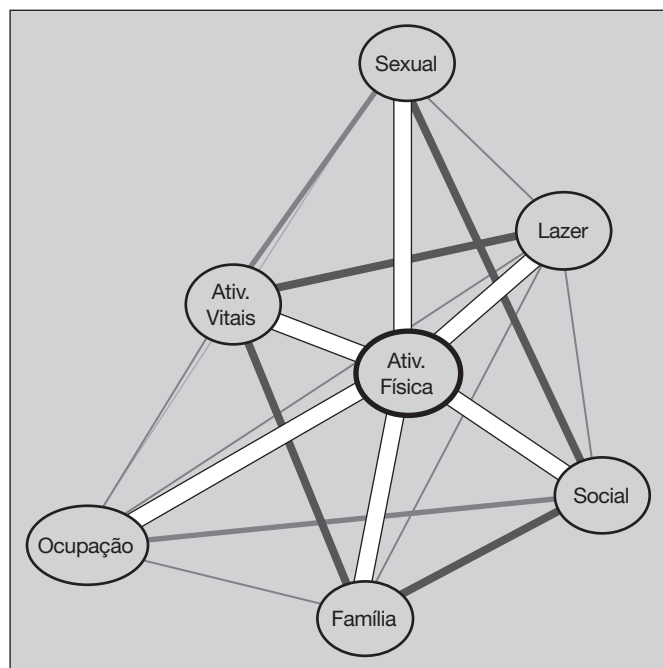 Sexual
Lazer
Ativ.
Vitais
Ativ.
Física
Social
Ocupação
Família